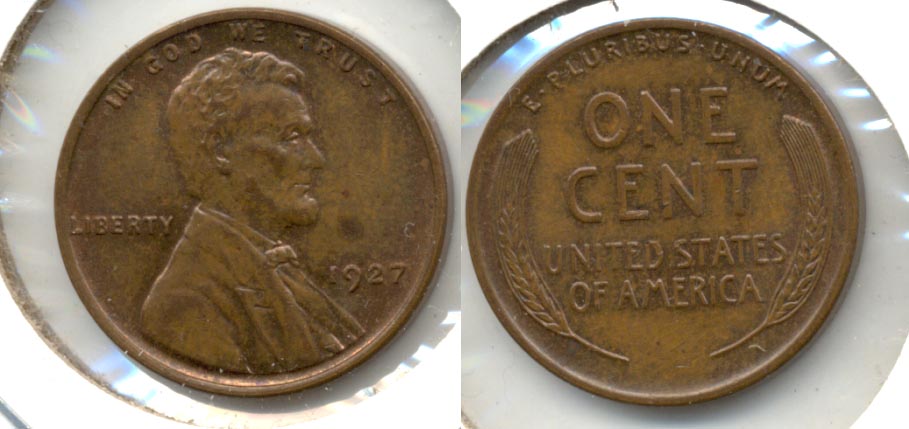 IN GOD WE TRUST
LIBERTY
1927
E·PLURIBUS·UNUM
ONE
CENT
UNITED STATES
OF AMERICA